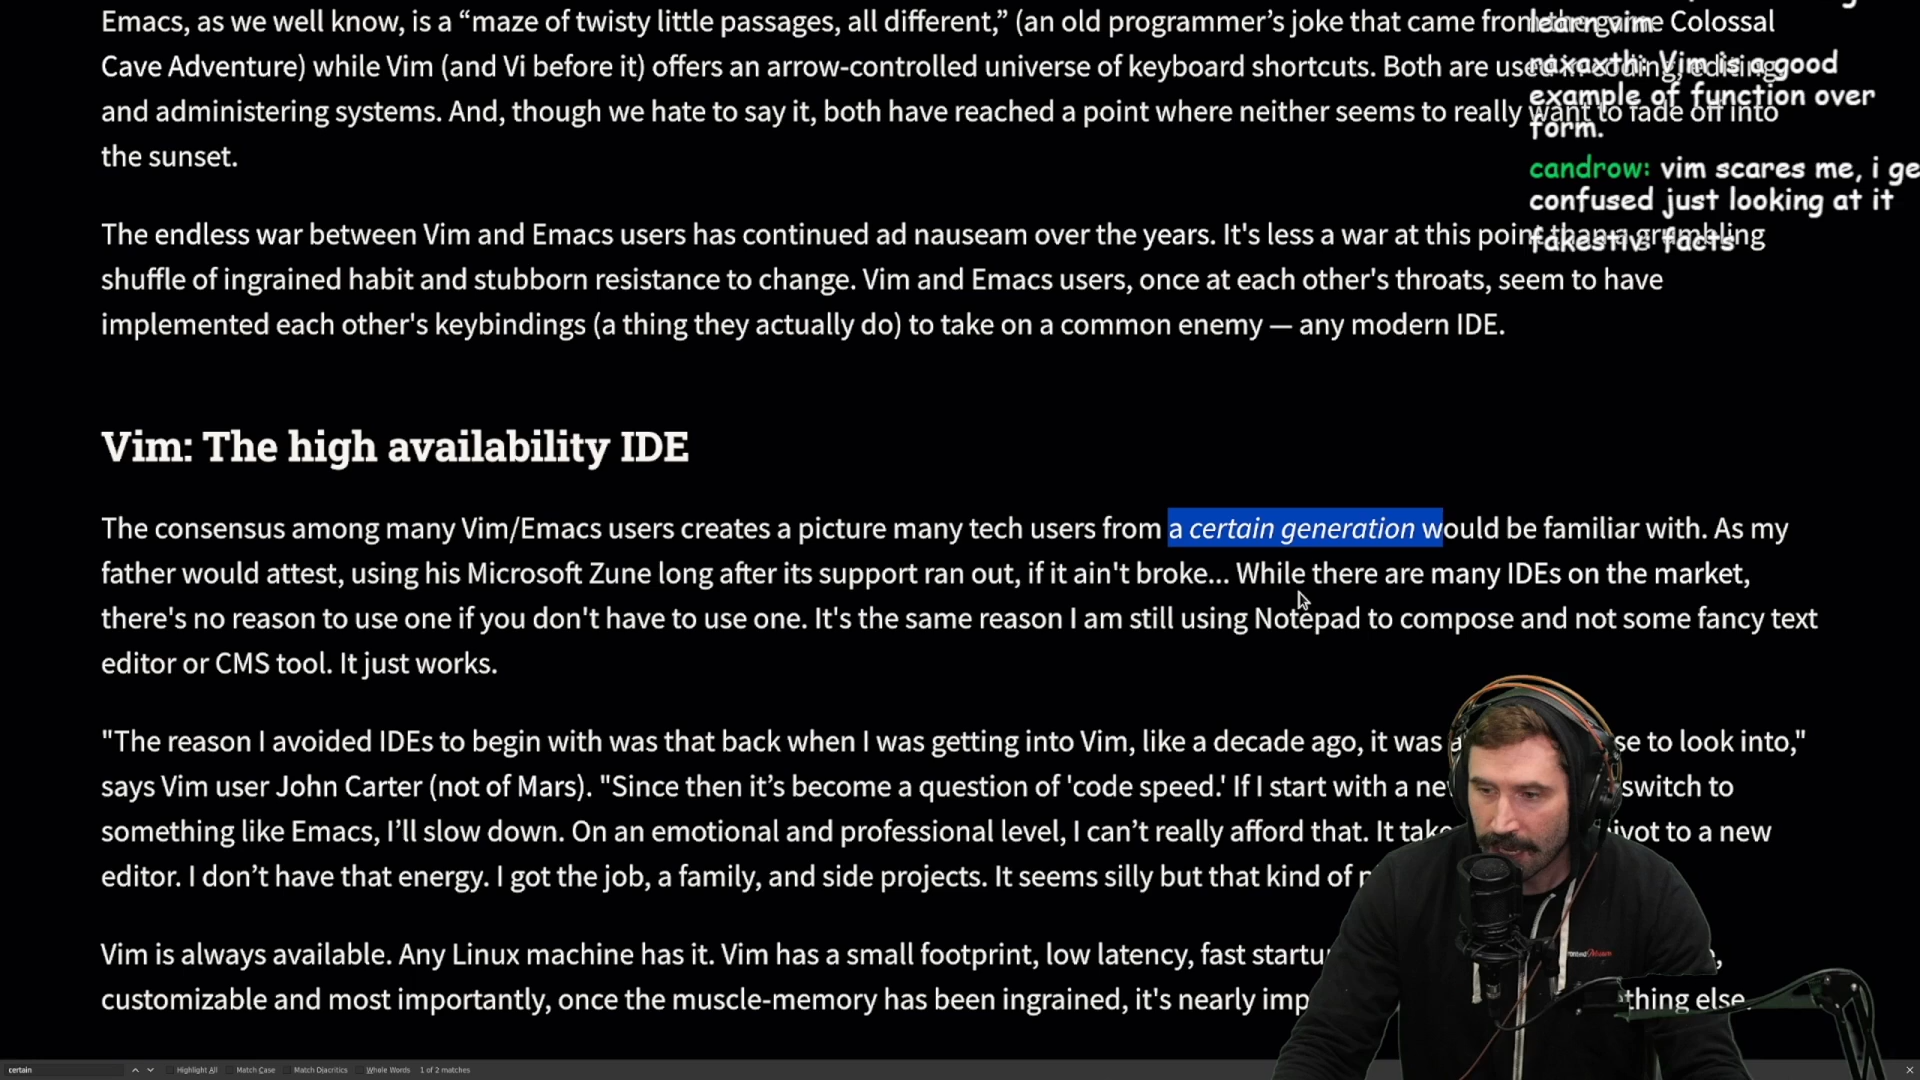 Emacs, as we well know, is a “maze of twisty little passages, all different,” (an old programmer’s joke that came from the game Colossal
Cave Adventure) while Vim (and Vi before it) offers an arrow-controlled universe of keyboard shortcuts. Both are used in coding, editing,
and administering systems. And, though we hate to say it, both have reached a point where neither seems to really want to fade off into
the sunset.
The endless war between Vim and Emacs users has continued ad nauseam over the years. It's less a war at this point than a grumbling
shuffle of ingrained habit and stubborn resistance to change. Vim and Emacs users, once at each other's throats, seem to have
implemented each other's keybindings (a thing they actually do) to take on a common enemy — any modern IDE.
Vim: The high availability IDE
The consensus among many Vim/Emacs users creates a picture many tech users from a certain generation would be familiar with. As my
father would attest, using his Microsoft Zune long after its support ran out, if it ain't broke... While there are many IDEs on the market,
there's no reason to use one if you don't have to use one. It's the same reason I am still using Notepad to compose and not some fancy text
editor or CMS tool. It just works.
"The reason I avoided IDEs to begin with was that back when I was getting into Vim, like a decade ago, it was to look into,"
says Vim user John Carter (not of Mars). "Since then it’s become a question of 'code speed.' If I start with a switch to
something like Emacs, I’ll slow down. On an emotional and professional level, I can’t really afford that. It to a new
editor. I don’t have that energy. I got the job, a family, and side projects. It seems silly but that kind of
Vim is always available. Any Linux machine has it. Vim has a small footprint, low latency, fast
customizable and most importantly, once the muscle-memory has been ingrained, it's nearly else
learn vim
raxaxth: Vim is a good
example of function over
form.
candrow: vim scares me, i
confused just looking at it
fakestiv: facts
certain
Highlight All Match Case Match Diacritics Whole Words 1 of 2 matches